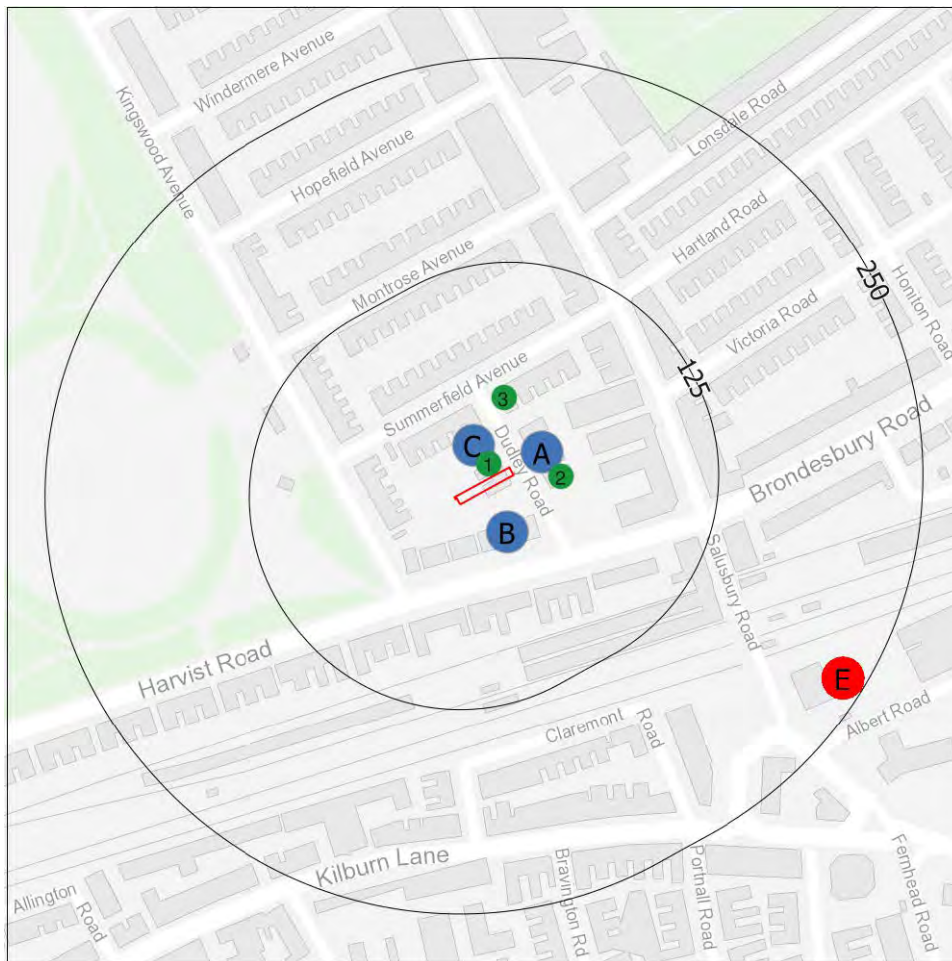 Windermere Avenue
Kingswood Avenue
Lonsdale Road
Hopefield Avenue
Hartland Road
Montrose Avenue
250
Honiton Road
Victoria Road
125
Summerfield Avenue
3
Dudley Road
C
1
A
2
Brondesbury Road
B
Salusbury Road
Harvist Road
E
Albert Road
Claremont
Road
Kilburn Lane
Allington
Road
Bravington Rd
Portnall Road
Fernhead Road